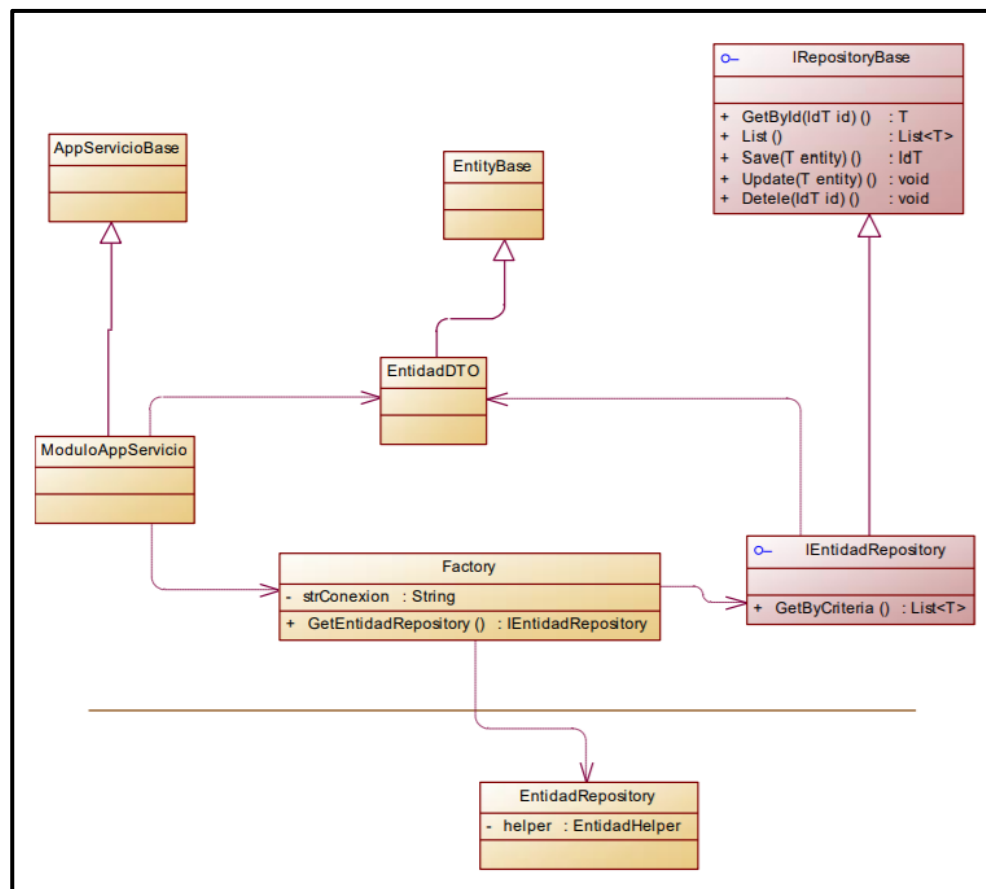 IRepositoryBase
+ GetById(IdT id) () : T
+ List () : List<T>
+ Save(T entity) () : IdT
+ Update(T entity) () : void
+ Detele(IdT id) () : void
AppServicioBase
EntityBase
EntidadDTO
ModuloAppServicio
Factory
- strConexion : String
+ GetEntidadRepository () : IEntidadRepository
IEntidadRepository
+ GetByCriteria () : List<T>
EntidadRepository
- helper : EntidadHelper